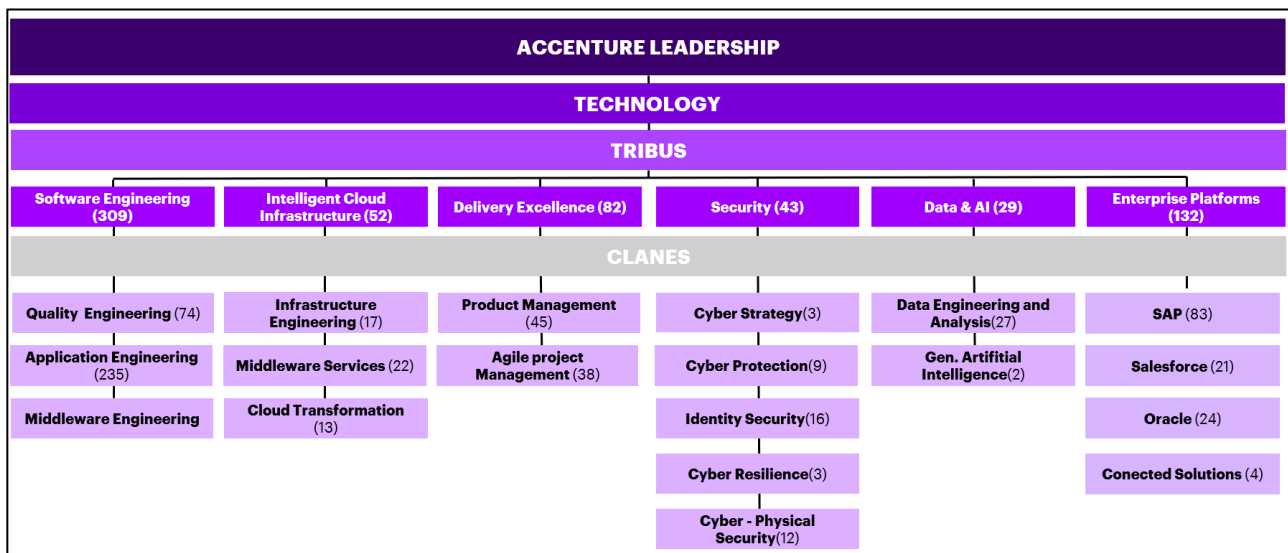 ACCENTURE LEADERSHIP
TECHNOLOGY
TRIBUS
Software Engineering
(309)
Intelligent Cloud
Infrastructure (52)
Delivery Excellence (82)
Security (43)
Data & AI (29)
Enterprise Platforms
(132)
CLANES
Quality Engineering (74)
Application Engineering
(235)
Middleware Engineering
Infrastructure
Engineering (17)
Middleware Services (22)
Cloud Transformation
(13)
Product Management
(45)
Agile project
Management (38)
Cyber Strategy(3)
Cyber Protection(9)
Identity Security(16)
Cyber Resilience(3)
Cyber - Physical
Security(12)
Data Engineering and
Analysis(27)
Gen. Artifitial
Intelligence(2)
SAP (83)
Salesforce (21)
Oracle (24)
Conected Solutions (4)